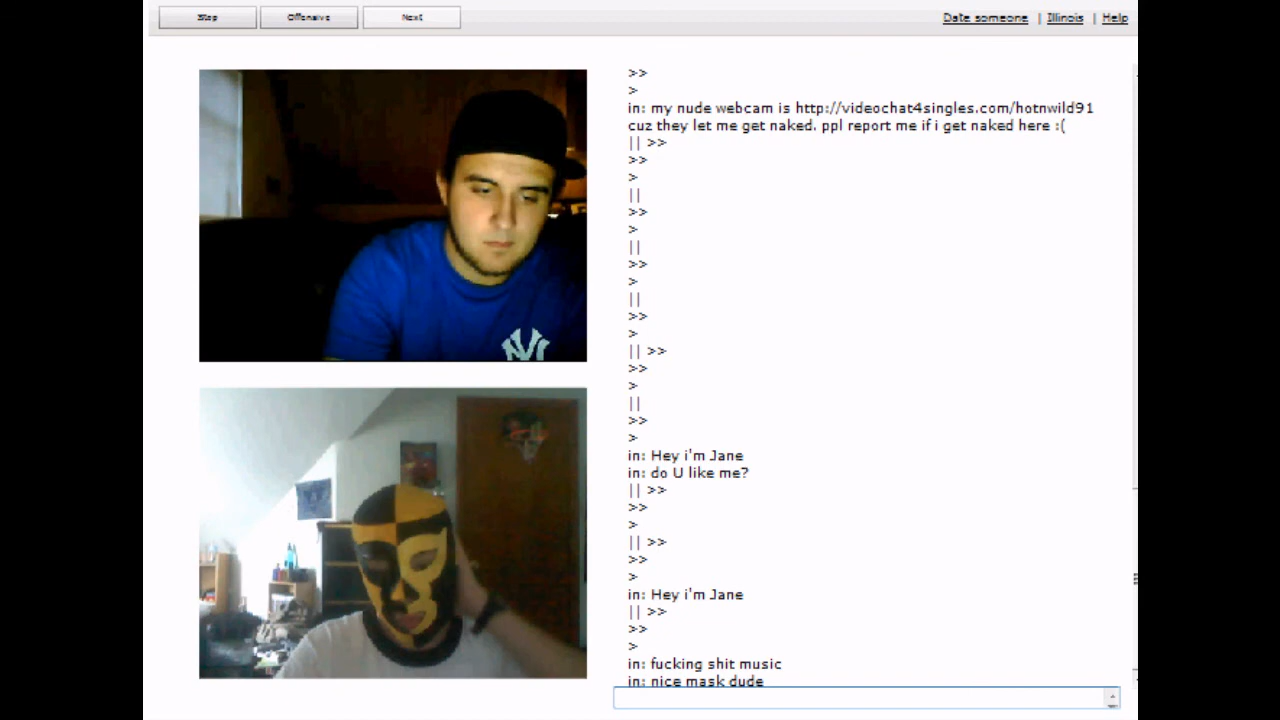 Stop
Offensive
Next
Date someone | Illinois | Help
>>
>
in: my nude webcam is http://videochat4singles.com/hotnwild91
cuz they let me get naked. ppl report me if i get naked here :(
|| >>
>>
>
||
>>
>
||
>>
>
||
>>
>
|| >>
>>
>
||
>>
>
in: Hey i'm Jane
in: do U like me?
|| >>
>>
>
|| >>
>>
>
in: Hey i'm Jane
|| >>
>>
>
in: fucking shit music
in: nice mask dude
NY